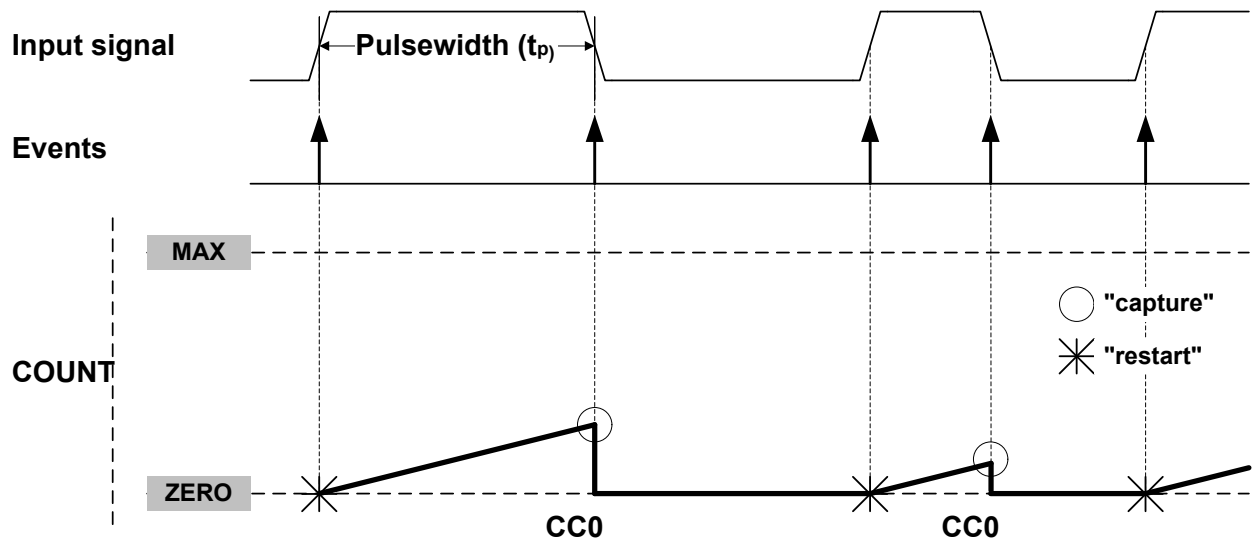 Input signal
Pulsewidth (tp)
Events
MAX
"capture"
"restart"
COUNT
ZERO
CC0 CC0